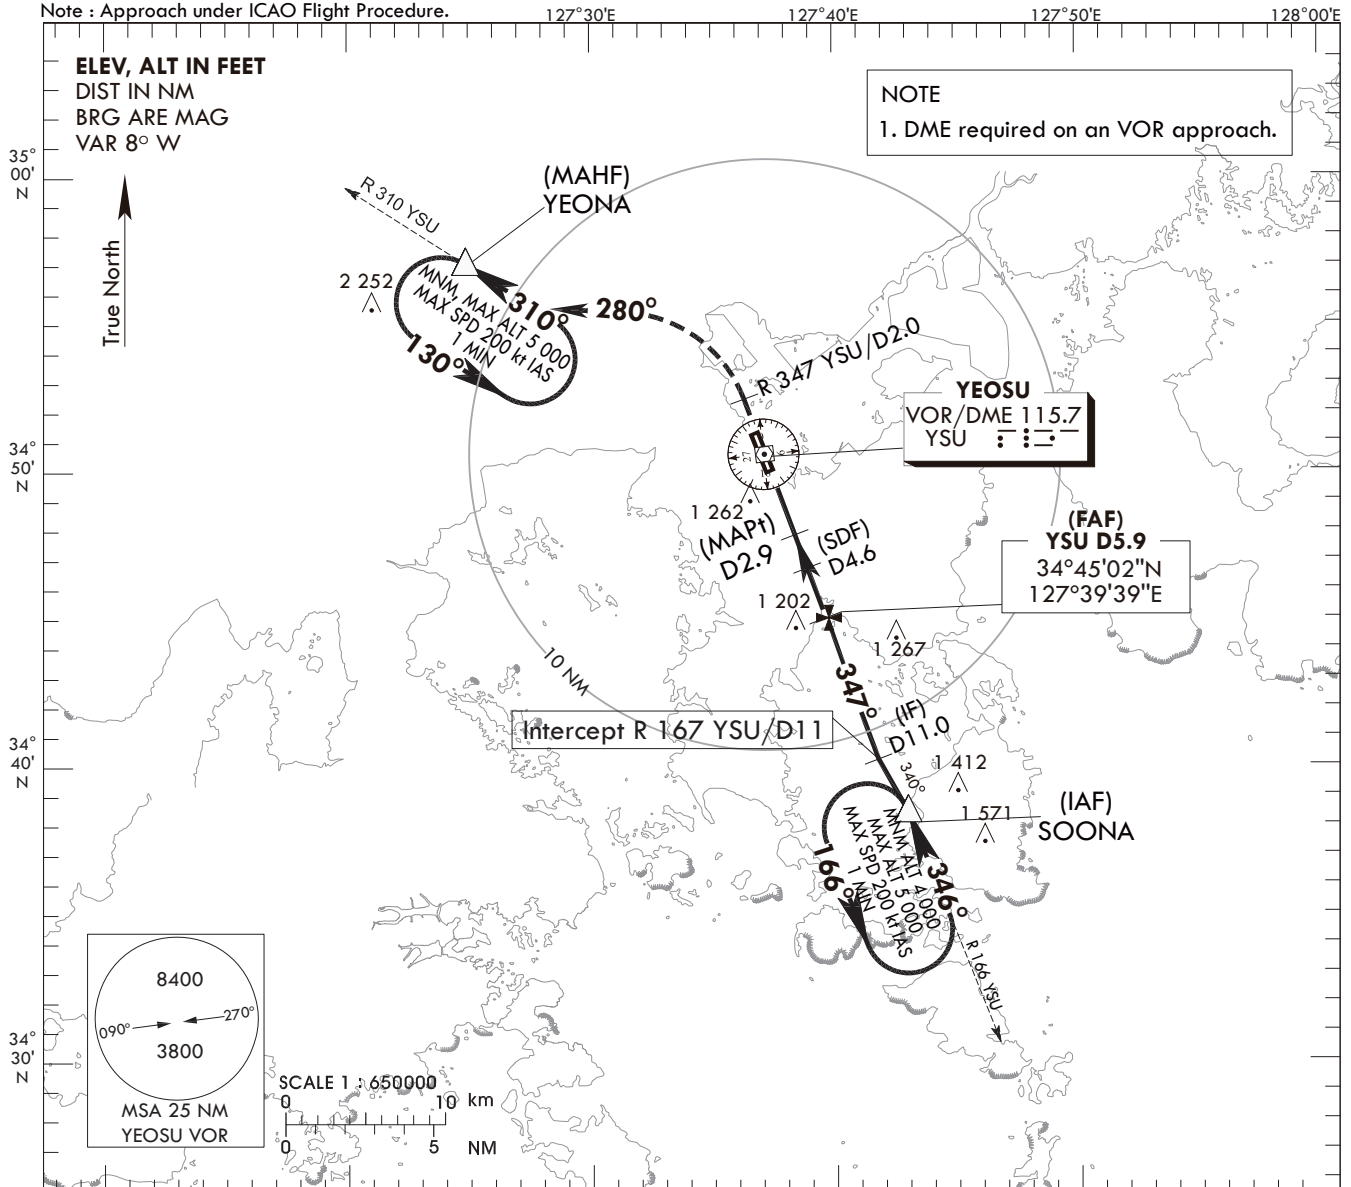 Note : Approach under ICAO Flight Procedure.
127°30'E
127°40'E
127°50'E
128°00'E
ELEV, ALT IN FEET
DIST IN NM
BRG ARE MAG
VAR 8° W
NOTE
1. DME required on an VOR approach.
35°
00'
N
True North
R 310 YSU
(MAHF)
YEONA
2 252
MNM, MAX ALT 5 000
MAX SPD 200 kt IAS
1 MIN
310°
130°
280°
R 347 YSU/D2.0
YEOSU
VOR/DME 115.7
YSU
34°
50'
N
27
1 262
(MAPt)
D2.9
(SDF)
D4.6
(FAF)
YSU D5.9
34°45'02"N
127°39'39"E
1 202
1 267
10 NM
347°
(IF)
D11.0
Intercept R 167 YSU/D11
34°
40'
N
340°
1 412
1 571
(IAF)
SOONA
MNM ALT 4 000
MAX ALT 5 000
MAX SPD 200 kt IAS
1 MIN
166°
346°
R 166 YSU
8400
090°
270°
3800
MSA 25 NM
YEOSU VOR
34°
30'
N
SCALE 1 : 650000
0 10 km
0 5 NM